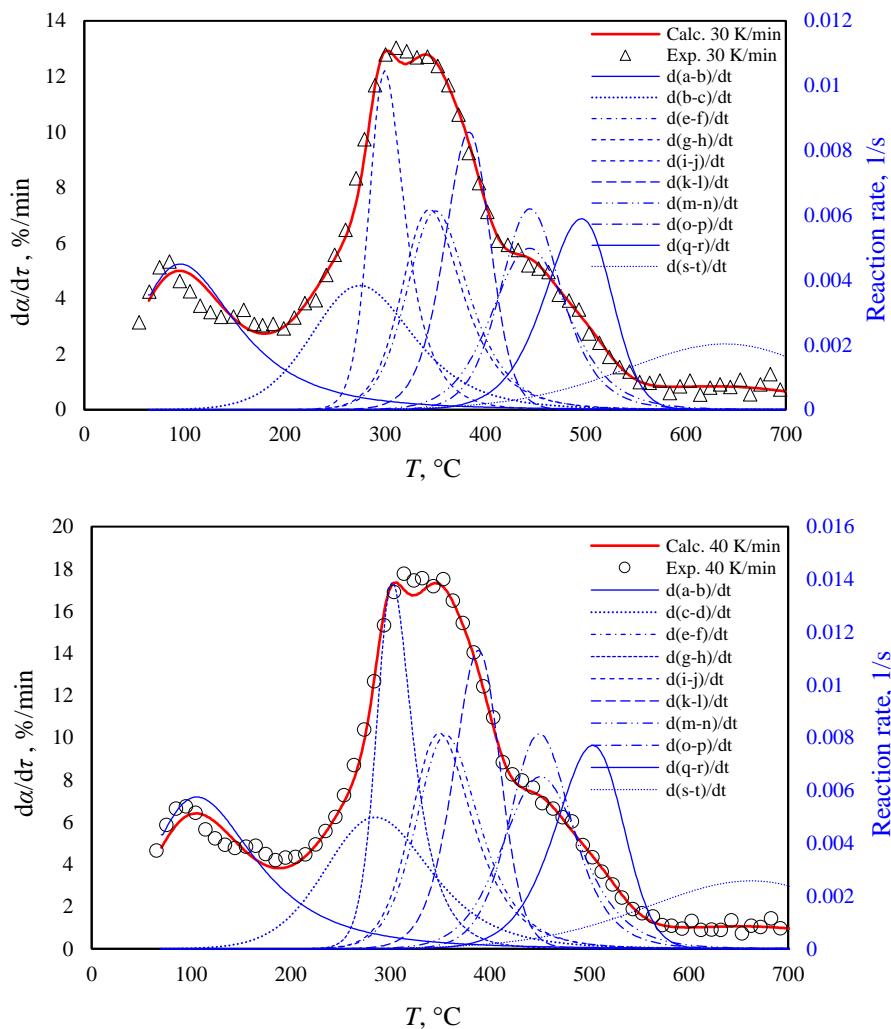 14
12
10
8
6
4
2
0
dα/dτ , %/min
0.012
0.01
0.008
0.006
0.004
0.002
0
Reaction rate, 1/s
Calc. 30 K/min
Exp. 30 K/min
d(a-b)/dt
d(b-c)/dt
d(e-f)/dt
d(g-h)/dt
d(i-j)/dt
d(k-l)/dt
d(m-n)/dt
d(o-p)/dt
d(q-r)/dt
d(s-t)/dt
0 100 200 300 400 500 600 700
T, °C
20
18
16
14
12
10
8
6
4
2
0
dα/dτ , %/min
0.016
0.014
0.012
0.01
0.008
0.006
0.004
0.002
0
Reaction rate, 1/s
Calc. 40 K/min
Exp. 40 K/min
d(a-b)/dt
d(c-d)/dt
d(e-f)/dt
d(g-h)/dt
d(i-j)/dt
d(k-l)/dt
d(m-n)/dt
d(o-p)/dt
d(q-r)/dt
d(s-t)/dt
0 100 200 300 400 500 600 700
T, °C